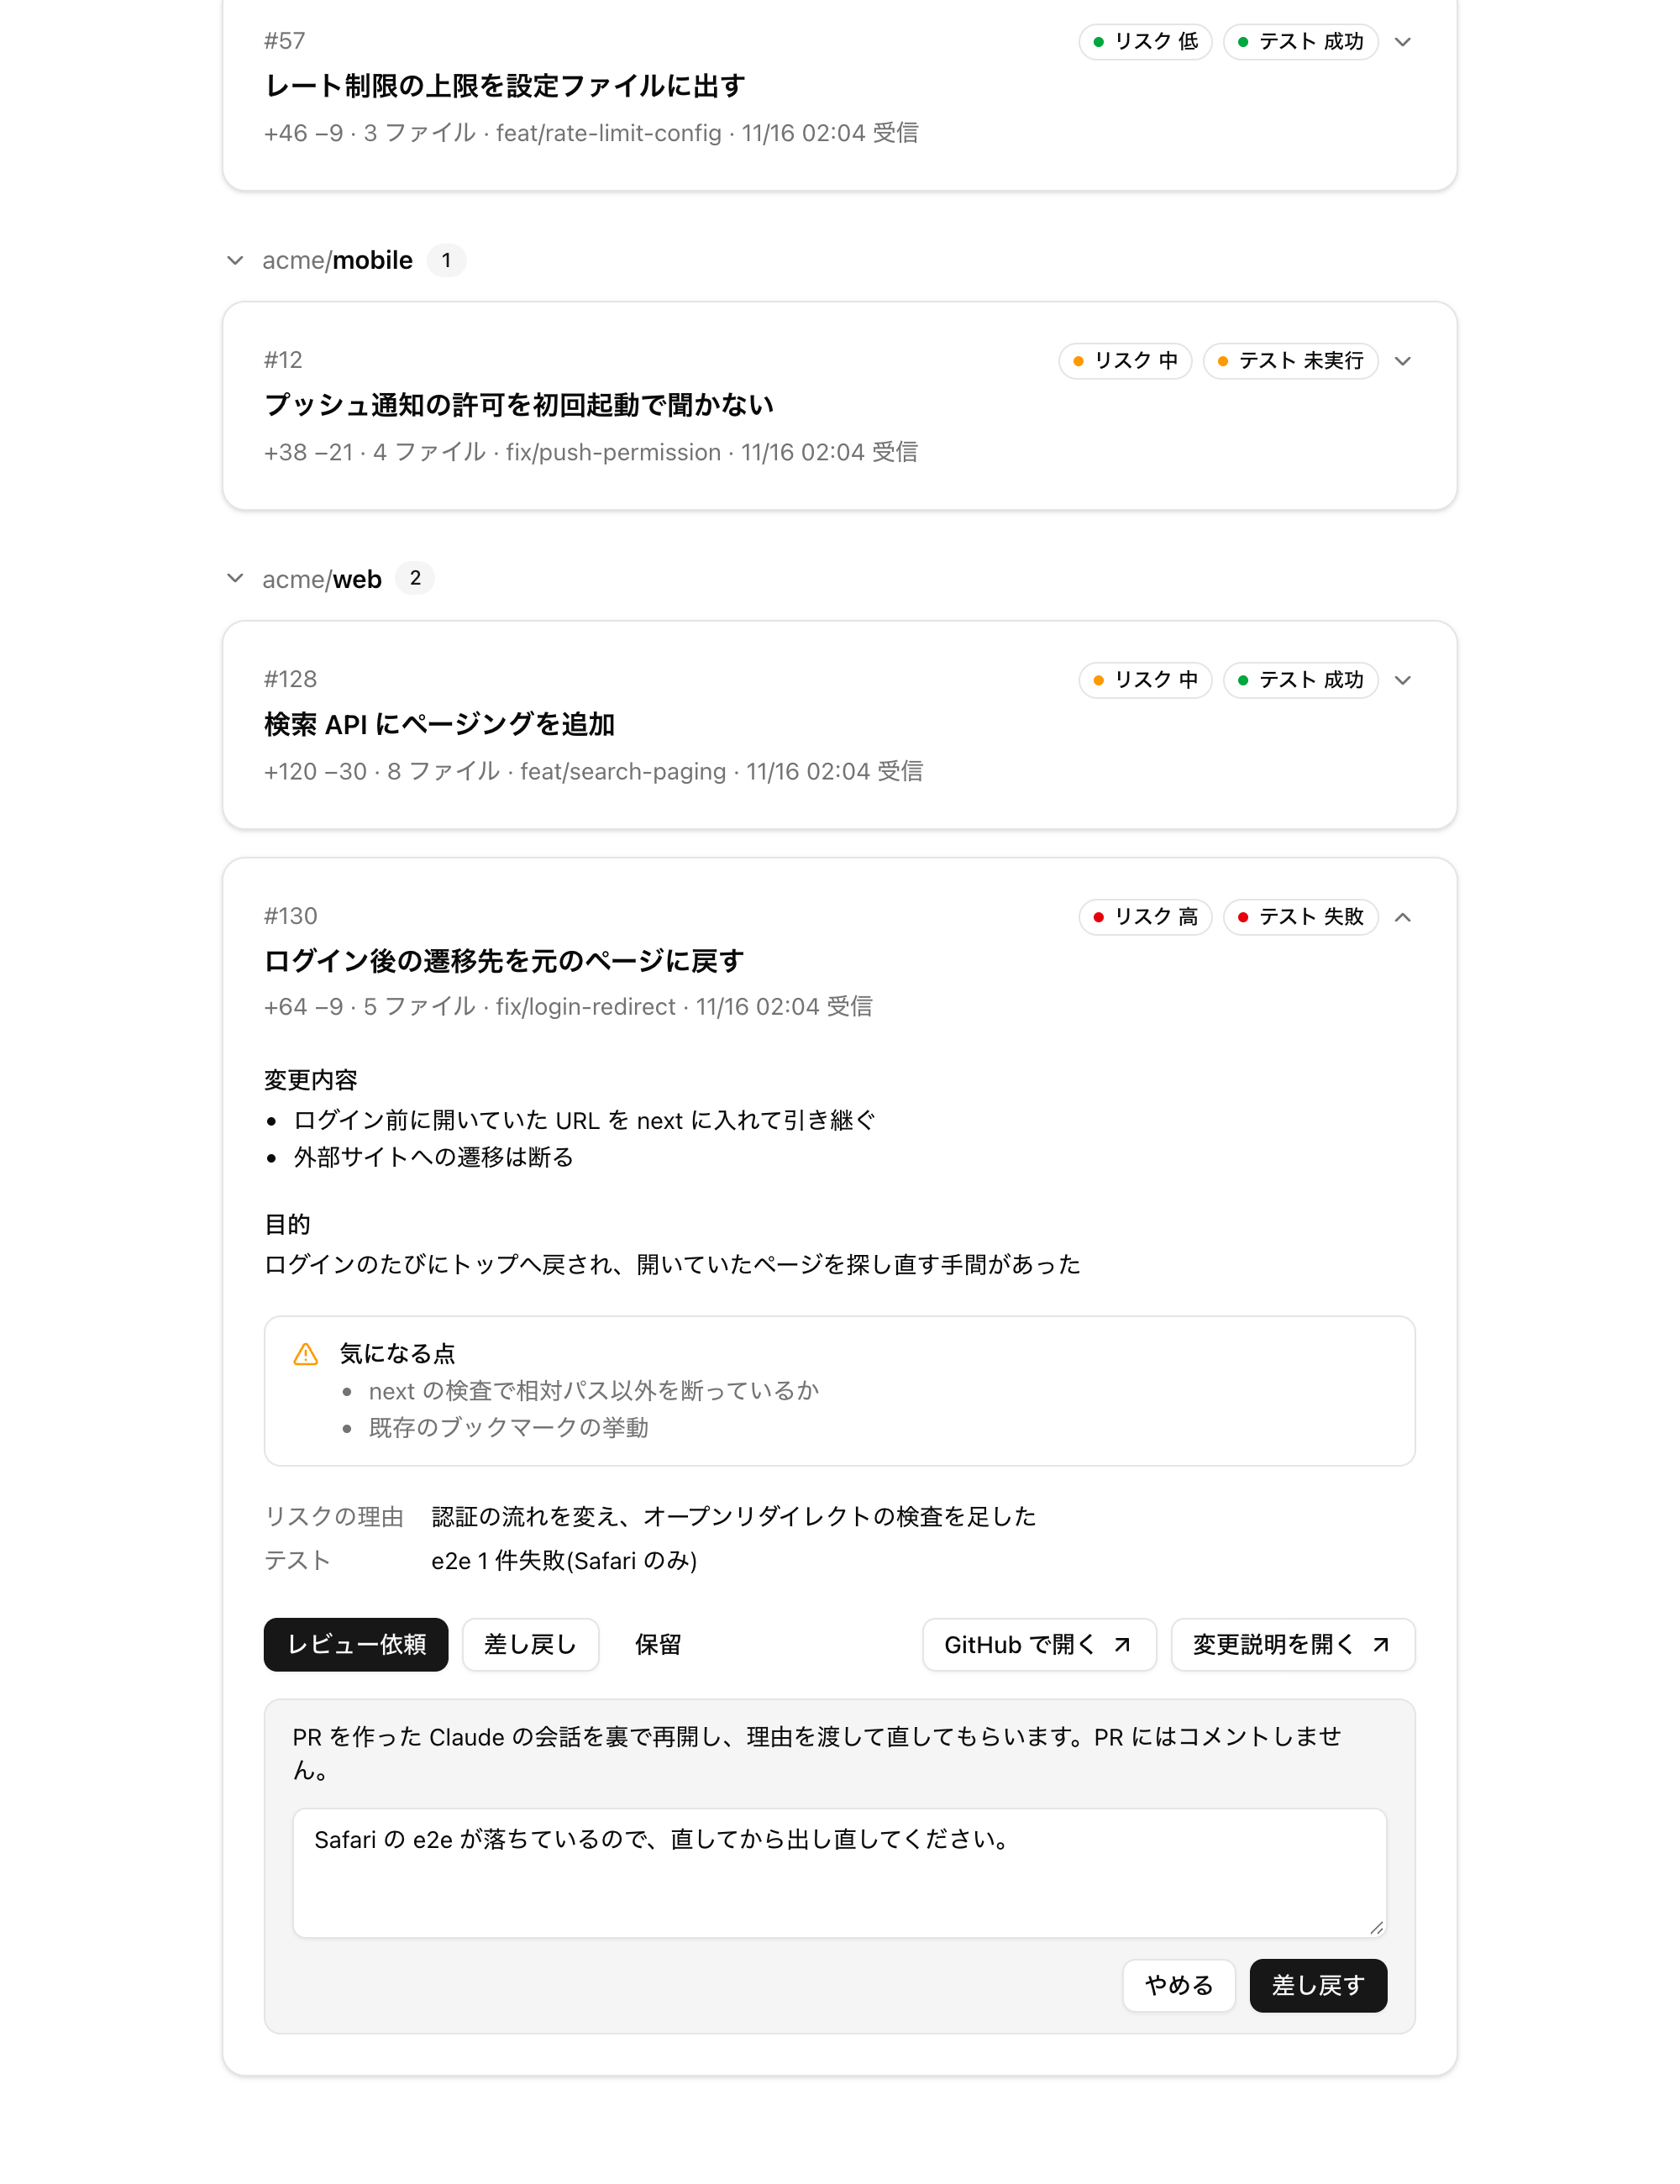 #57
リスク 低
テスト 成功
レート制限の上限を設定ファイルに出す
+46 −9 · 3 ファイル · feat/rate-limit-config · 11/16 02:04 受信
acme/mobile 1
#12
リスク 中
テスト 未実行
プッシュ通知の許可を初回起動で聞かない
+38 −21 · 4 ファイル · fix/push-permission · 11/16 02:04 受信
acme/web 2
#128
リスク 中
テスト 成功
検索 API にページングを追加
+120 −30 · 8 ファイル · feat/search-paging · 11/16 02:04 受信
#130
リスク 高
テスト 失敗
ログイン後の遷移先を元のページに戻す
+64 −9 · 5 ファイル · fix/login-redirect · 11/16 02:04 受信
変更内容
• ログイン前に開いていた URL を next に入れて引き継ぐ
• 外部サイトへの遷移は断る
目的
ログインのたびにトップへ戻され、開いていたページを探し直す手間があった
気になる点
• next の検査で相対パス以外を断っているか
• 既存のブックマークの挙動
リスクの理由 認証の流れを変え、オープンリダイレクトの検査を足した
テスト e2e 1 件失敗(Safari のみ)
レビュー依頼
差し戻し
保留
GitHub で開く
変更説明を開く
PR を作った Claude の会話を裏で再開し、理由を渡して直してもらいます。PR にはコメントしませ
ん。
Safari の e2e が落ちているので、直してから出し直してください。
やめる
差し戻す